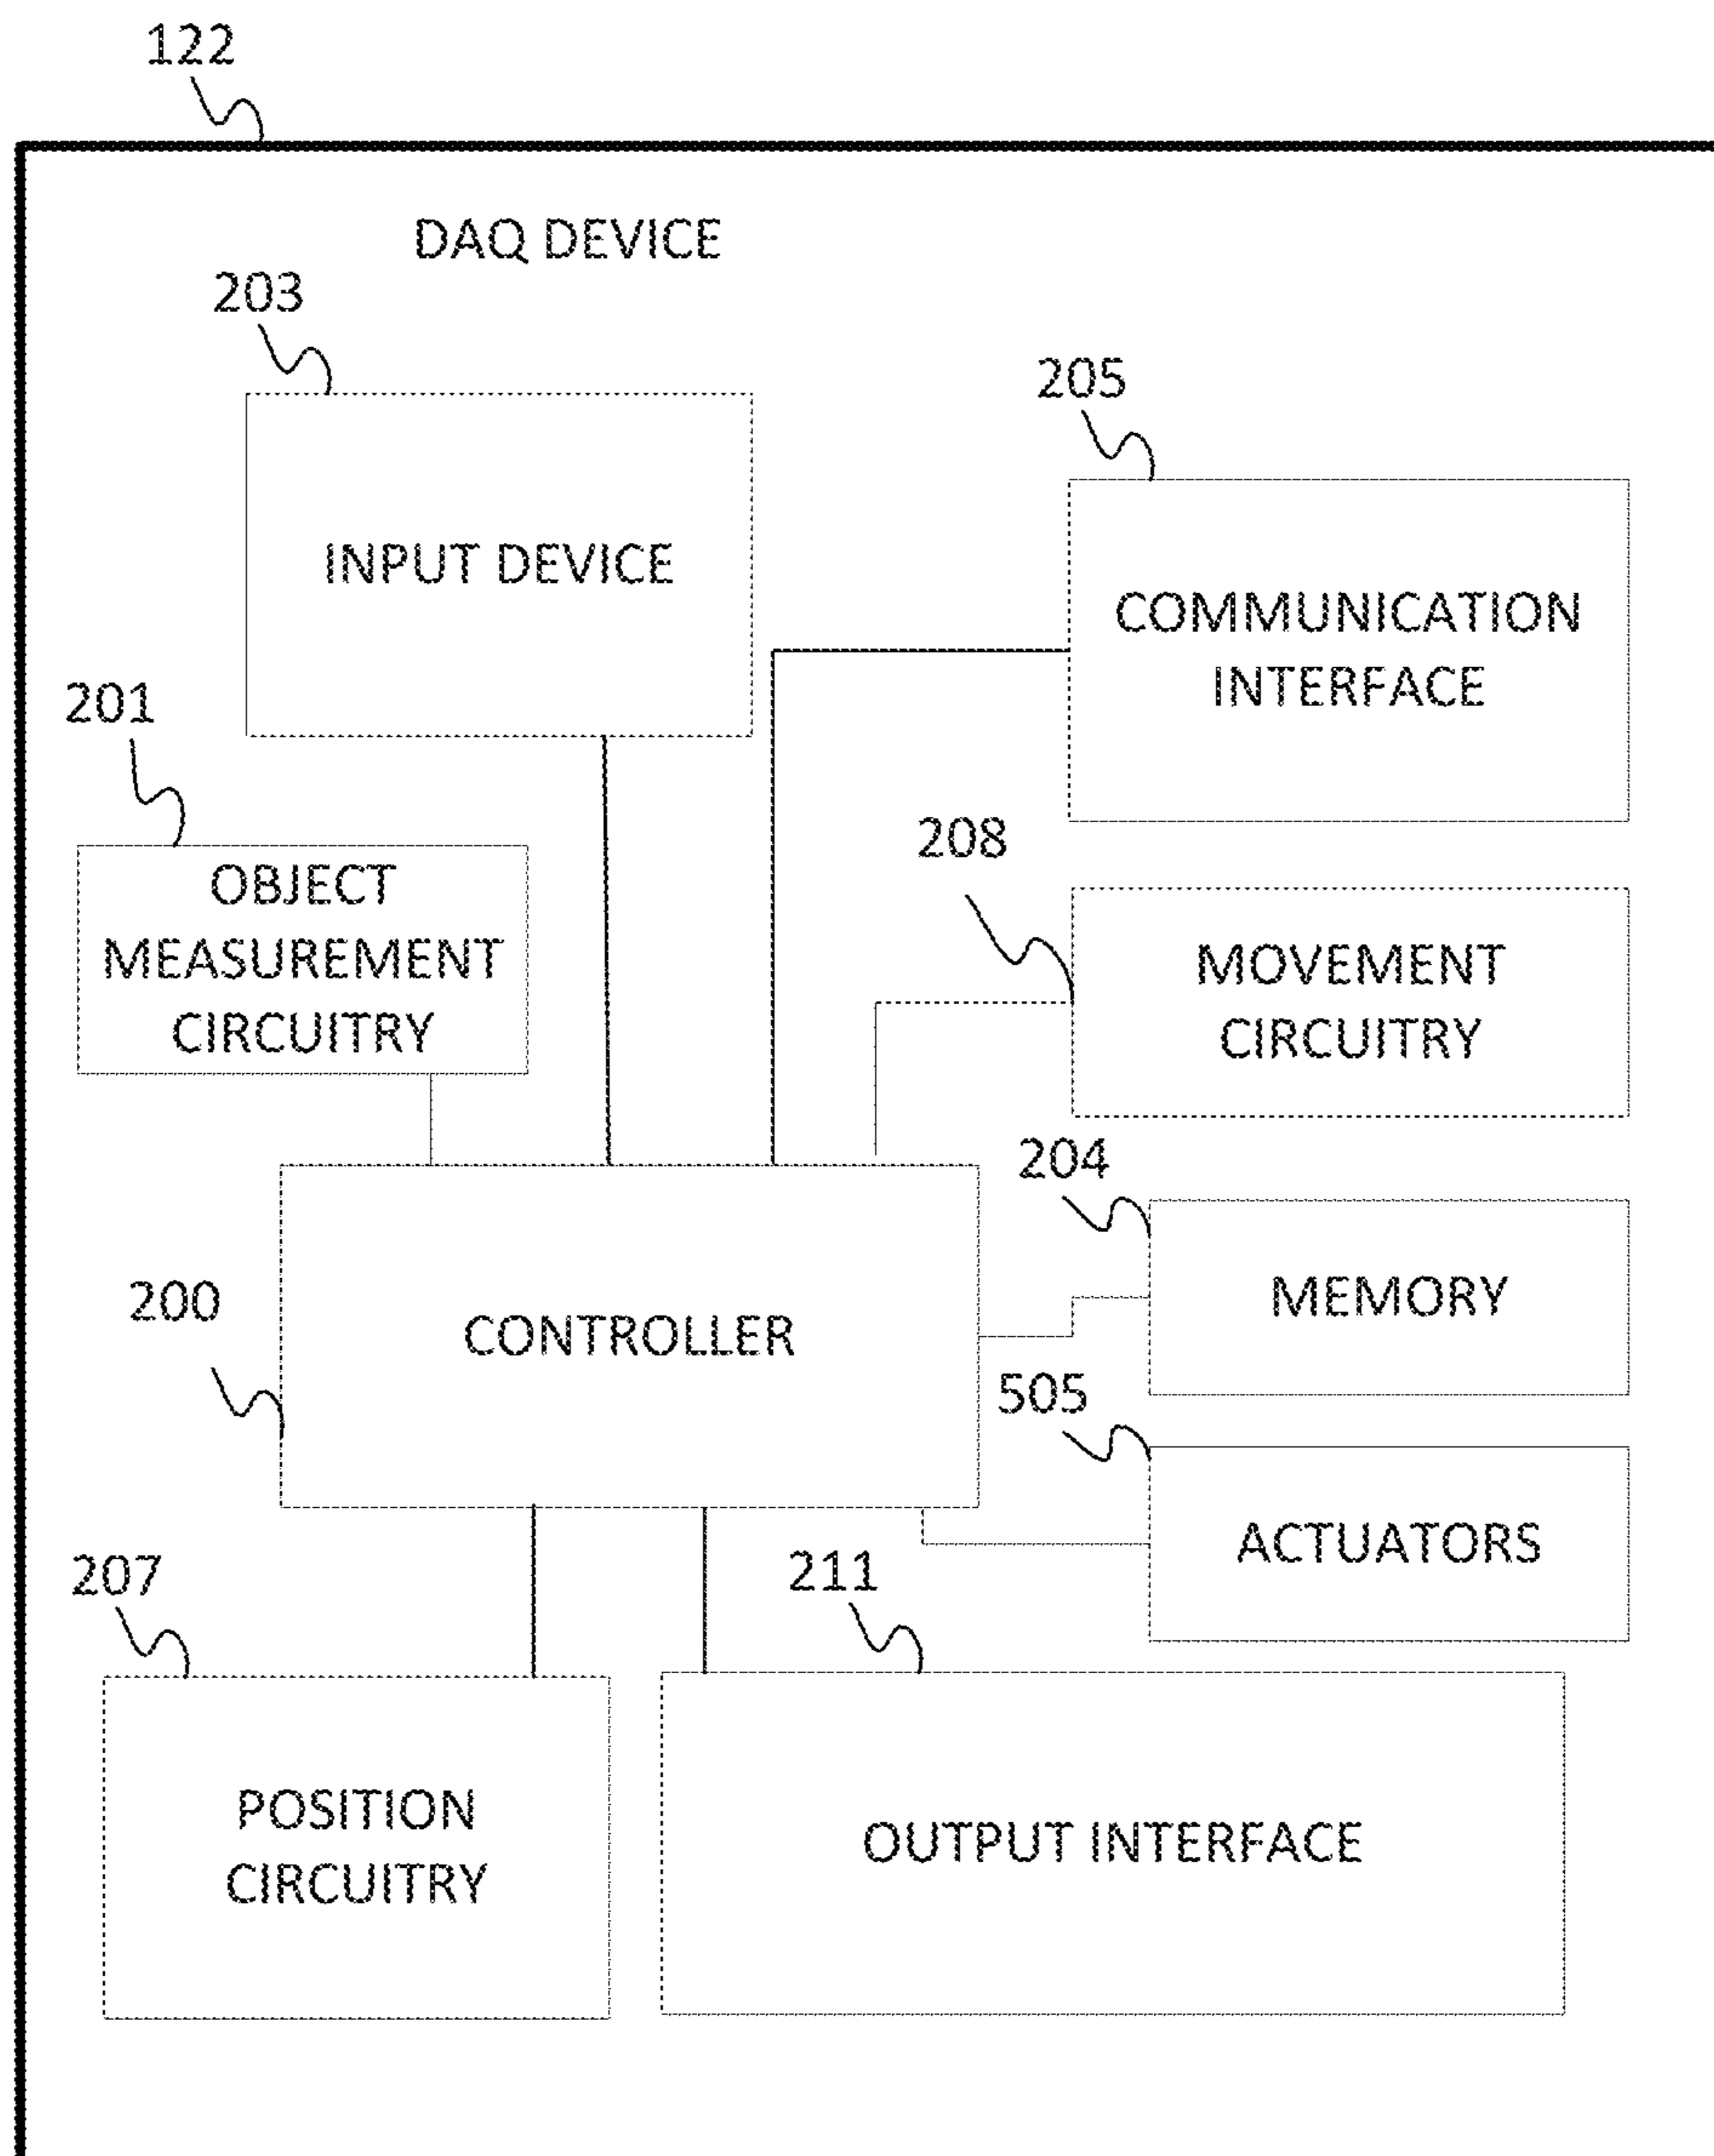 122
DAQ DEVICE
203
INPUT DEVICE
205
COMMUNICATION
INTERFACE
201
OBJECT
MEASUREMENT
CIRCUITRY
208
MOVEMENT
CIRCUITRY
204
MEMORY
200
CONTROLLER
505
ACTUATORS
207
POSITION
CIRCUITRY
211
OUTPUT INTERFACE